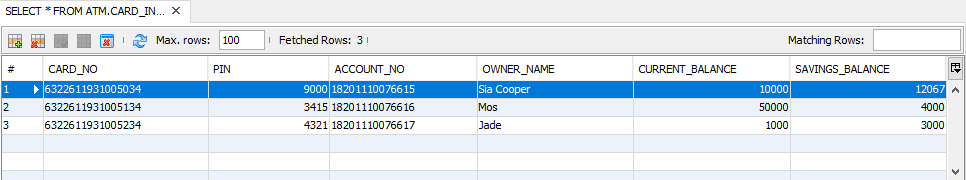 SELECT * FROM ATM.CARD_IN... ×
Max. rows: 100 Fetched Rows: 3 Matching Rows:
# CARD_NO PIN ACCOUNT_NO OWNER_NAME CURRENT_BALANCE SAVINGS_BALANCE
1 6322611931005034 9000 18201110076615 Sia Cooper 10000 12067
2 6322611931005134 3415 18201110076616 Mos 50000 4000
3 6322611931005234 4321 18201110076617 Jade 1000 3000